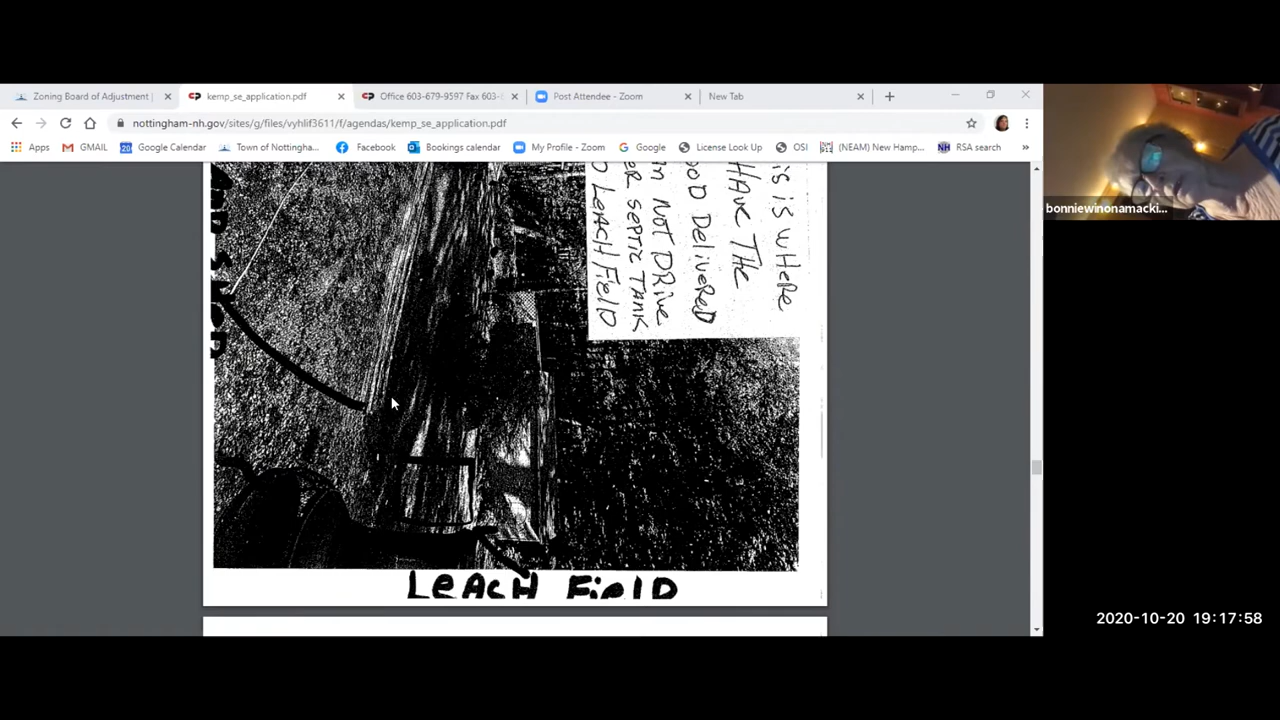 Zoning Board of Adjustment |
kemp_se_application.pdf
Office 603-679-9597 Fax 603-
Post Attendee - Zoom
New Tab
nottingham-nh.gov/sites/g/files/vyhlif3611/f/agendas/kemp_se_application.pdf
Apps
GMAIL
Google Calendar
Town of Nottingha...
Facebook
Bookings calendar
My Profile - Zoom
Google
License Look Up
OSI
(NEAM) New Hamp...
RSA search
is is wHERE
HAVE THE
OOD DeliveReD
NOT DRive
ER SEPTIC TANK
O LEACH Field
LEACH FielD
bonniewinonamacki...
2020-10-20 19:17:58